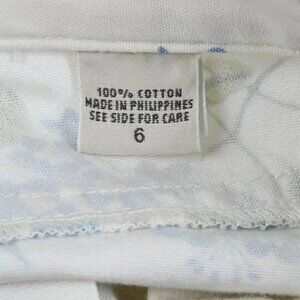 100% COTTON
MADE IN PHILIPPINES
SEE SIDE FOR CARE
6